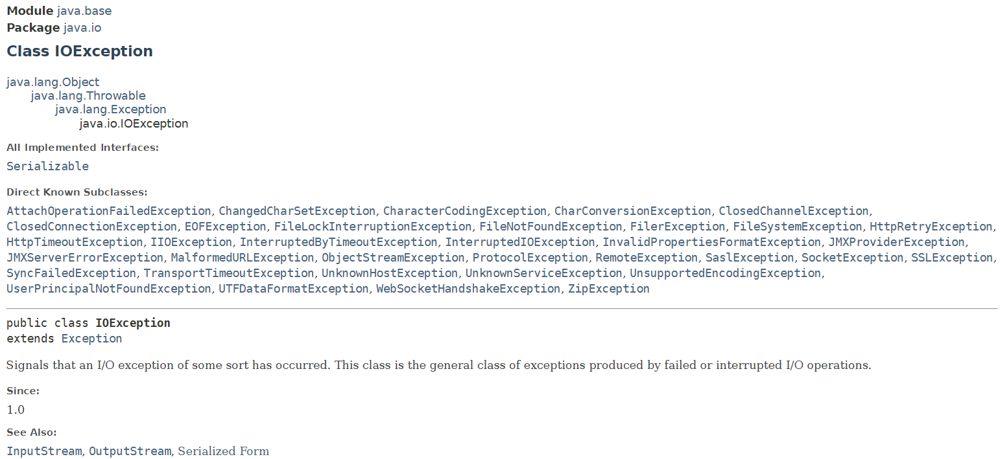 Module java.base
Package java.io
Class IOException
java.lang.Object
java.lang.Throwable
java.lang.Exception
java.io.IOException
All Implemented Interfaces:
Serializable
Direct Known Subclasses:
AttachOperationFailedException, ChangedCharSetException, CharacterCodingException, CharConversionException, ClosedChannelException,
ClosedConnectionException, EOFException, FileLockInterruptionException, FileNotFoundException, FilerException, FileSystemException, HttpRetryException,
HttpTimeoutException, IIOException, InterruptedByTimeoutException, InterruptedIOException, InvalidPropertiesFormatException, JMXProviderException,
JMXServerErrorException, MalformedURLException, ObjectStreamException, ProtocolException, RemoteException, SaslException, SocketException, SSLException,
SyncFailedException, TransportTimeoutException, UnknownHostException, UnknownServiceException, UnsupportedEncodingException,
UserPrincipalNotFoundException, UTFDataFormatException, WebSocketHandshakeException, ZipException
public class IOException
extends Exception
Signals that an I/O exception of some sort has occurred. This class is the general class of exceptions produced by failed or interrupted I/O operations.
Since:
1.0
See Also:
InputStream, OutputStream, Serialized Form